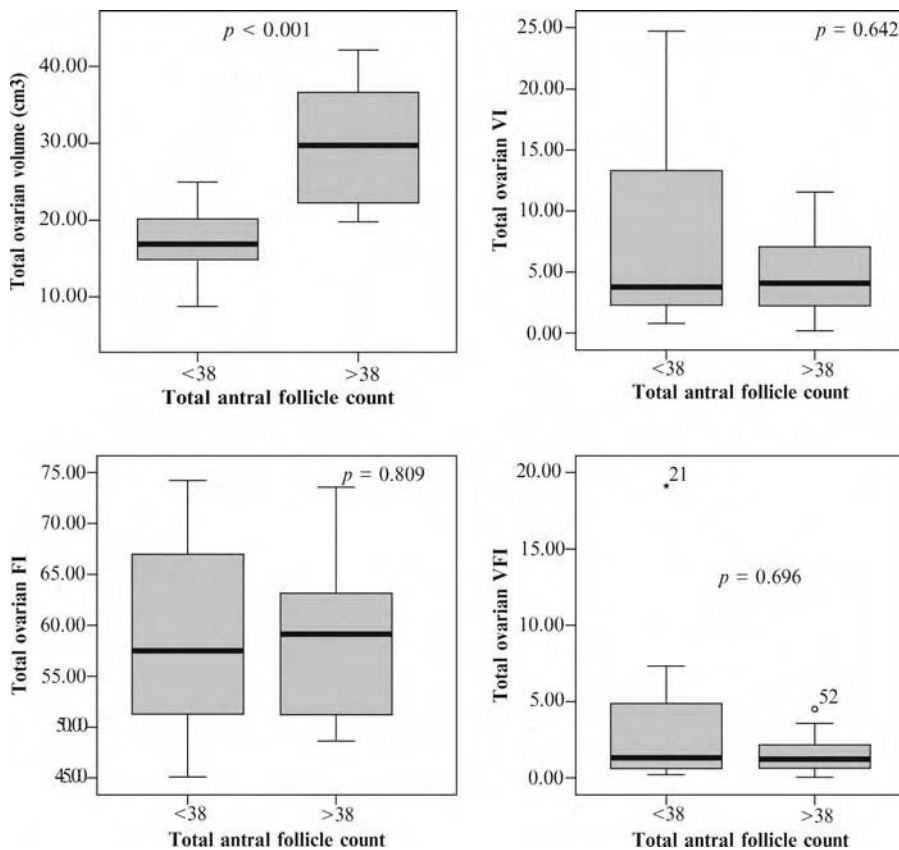 p < 0.001
40.00
30.00
20.00
10.00
Total ovarian volume (cm3)
<38
>38
Total antral follicle count
p = 0.642
25.00
20.00
15.00
10.00
5.00
0.00
Total ovarian VI
<38
>38
Total antral follicle count
p = 0.809
75.00
70.00
65.00
60.00
55.00
50.00
45.00
Total ovarian FI
<38
>38
Total antral follicle count
21
p = 0.696
52
20.00
15.00
10.00
5.00
0.00
Total ovarian VFI
<38
>38
Total antral follicle count